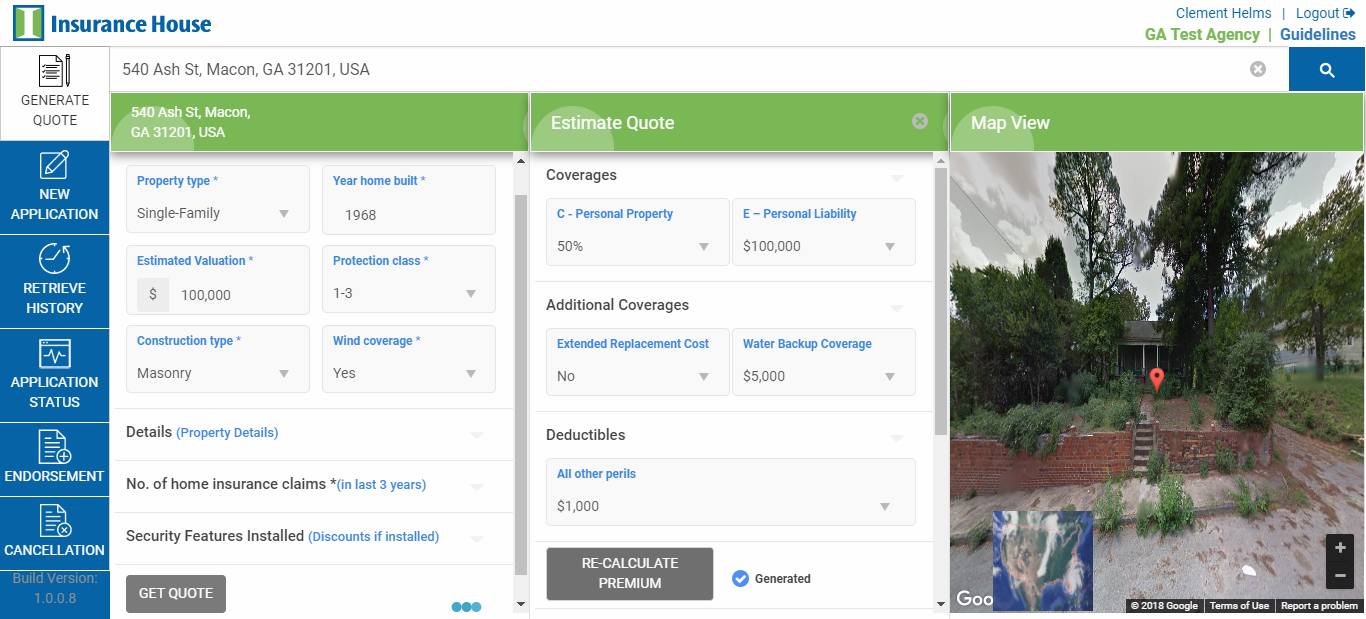 Insurance House
Clement Helms | Logout
GA Test Agency | Guidelines
GENERATE
QUOTE
NEW
APPLICATION
RETRIEVE
HISTORY
APPLICATION
STATUS
ENDORSEMENT
CANCELLATION
Build Version:
1.0.0.8
540 Ash St, Macon, GA 31201, USA
540 Ash St, Macon,
GA 31201, USA
Property type *
Single-Family
Year home built *
1968
Estimated Valuation *
$ 100,000
Protection class *
1-3
Construction type *
Masonry
Wind coverage *
Yes
Details (Property Details)
No. of home insurance claims *(in last 3 years)
Security Features Installed (Discounts if installed)
GET QUOTE
Estimate Quote
Coverages
C - Personal Property
50%
E – Personal Liability
$100,000
Additional Coverages
Extended Replacement Cost
No
Water Backup Coverage
$5,000
Deductibles
All other perils
$1,000
RE-CALCULATE
PREMIUM
Generated
Map View
Goo
© 2018 Google
Terms of Use
Report a problem